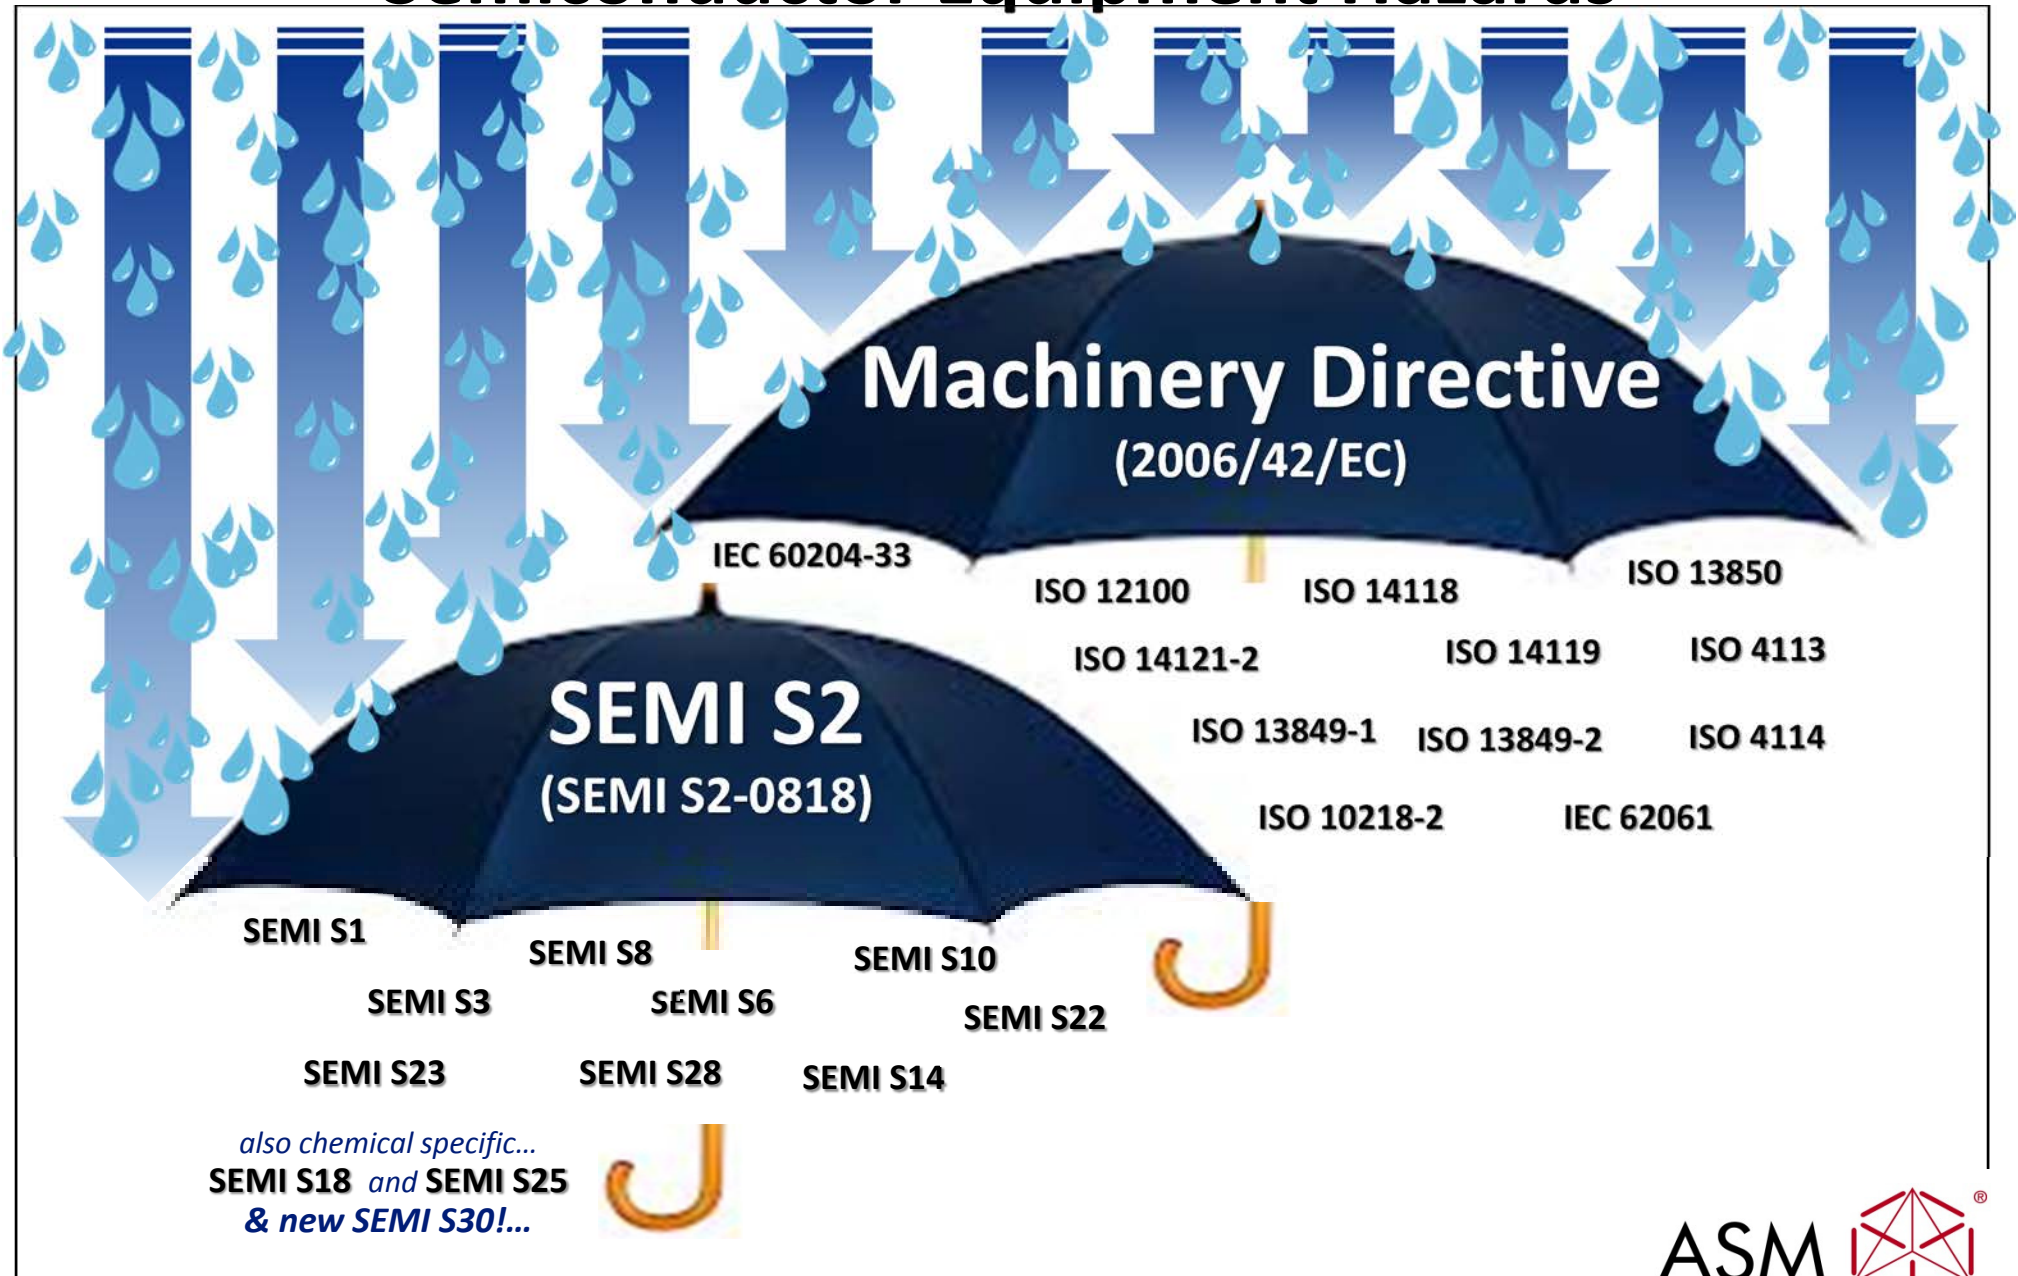 Semiconductor Equipment Hazards
Machinery Directive
(2006/42/EC)
IEC 60204-33
ISO 12100
ISO 14118
ISO 13850
ISO 14121-2
ISO 14119
ISO 4113
ISO 13849-1
ISO 13849-2
ISO 4114
ISO 10218-2
IEC 62061
SEMI S2
(SEMI S2-0818)
SEMI S1
SEMI S8
SEMI S10
SEMI S3
SEMI S6
SEMI S22
SEMI S23
SEMI S28
SEMI S14
also chemical specific...
SEMI S18 and SEMI S25
& new SEMI S30!...
ASM ®